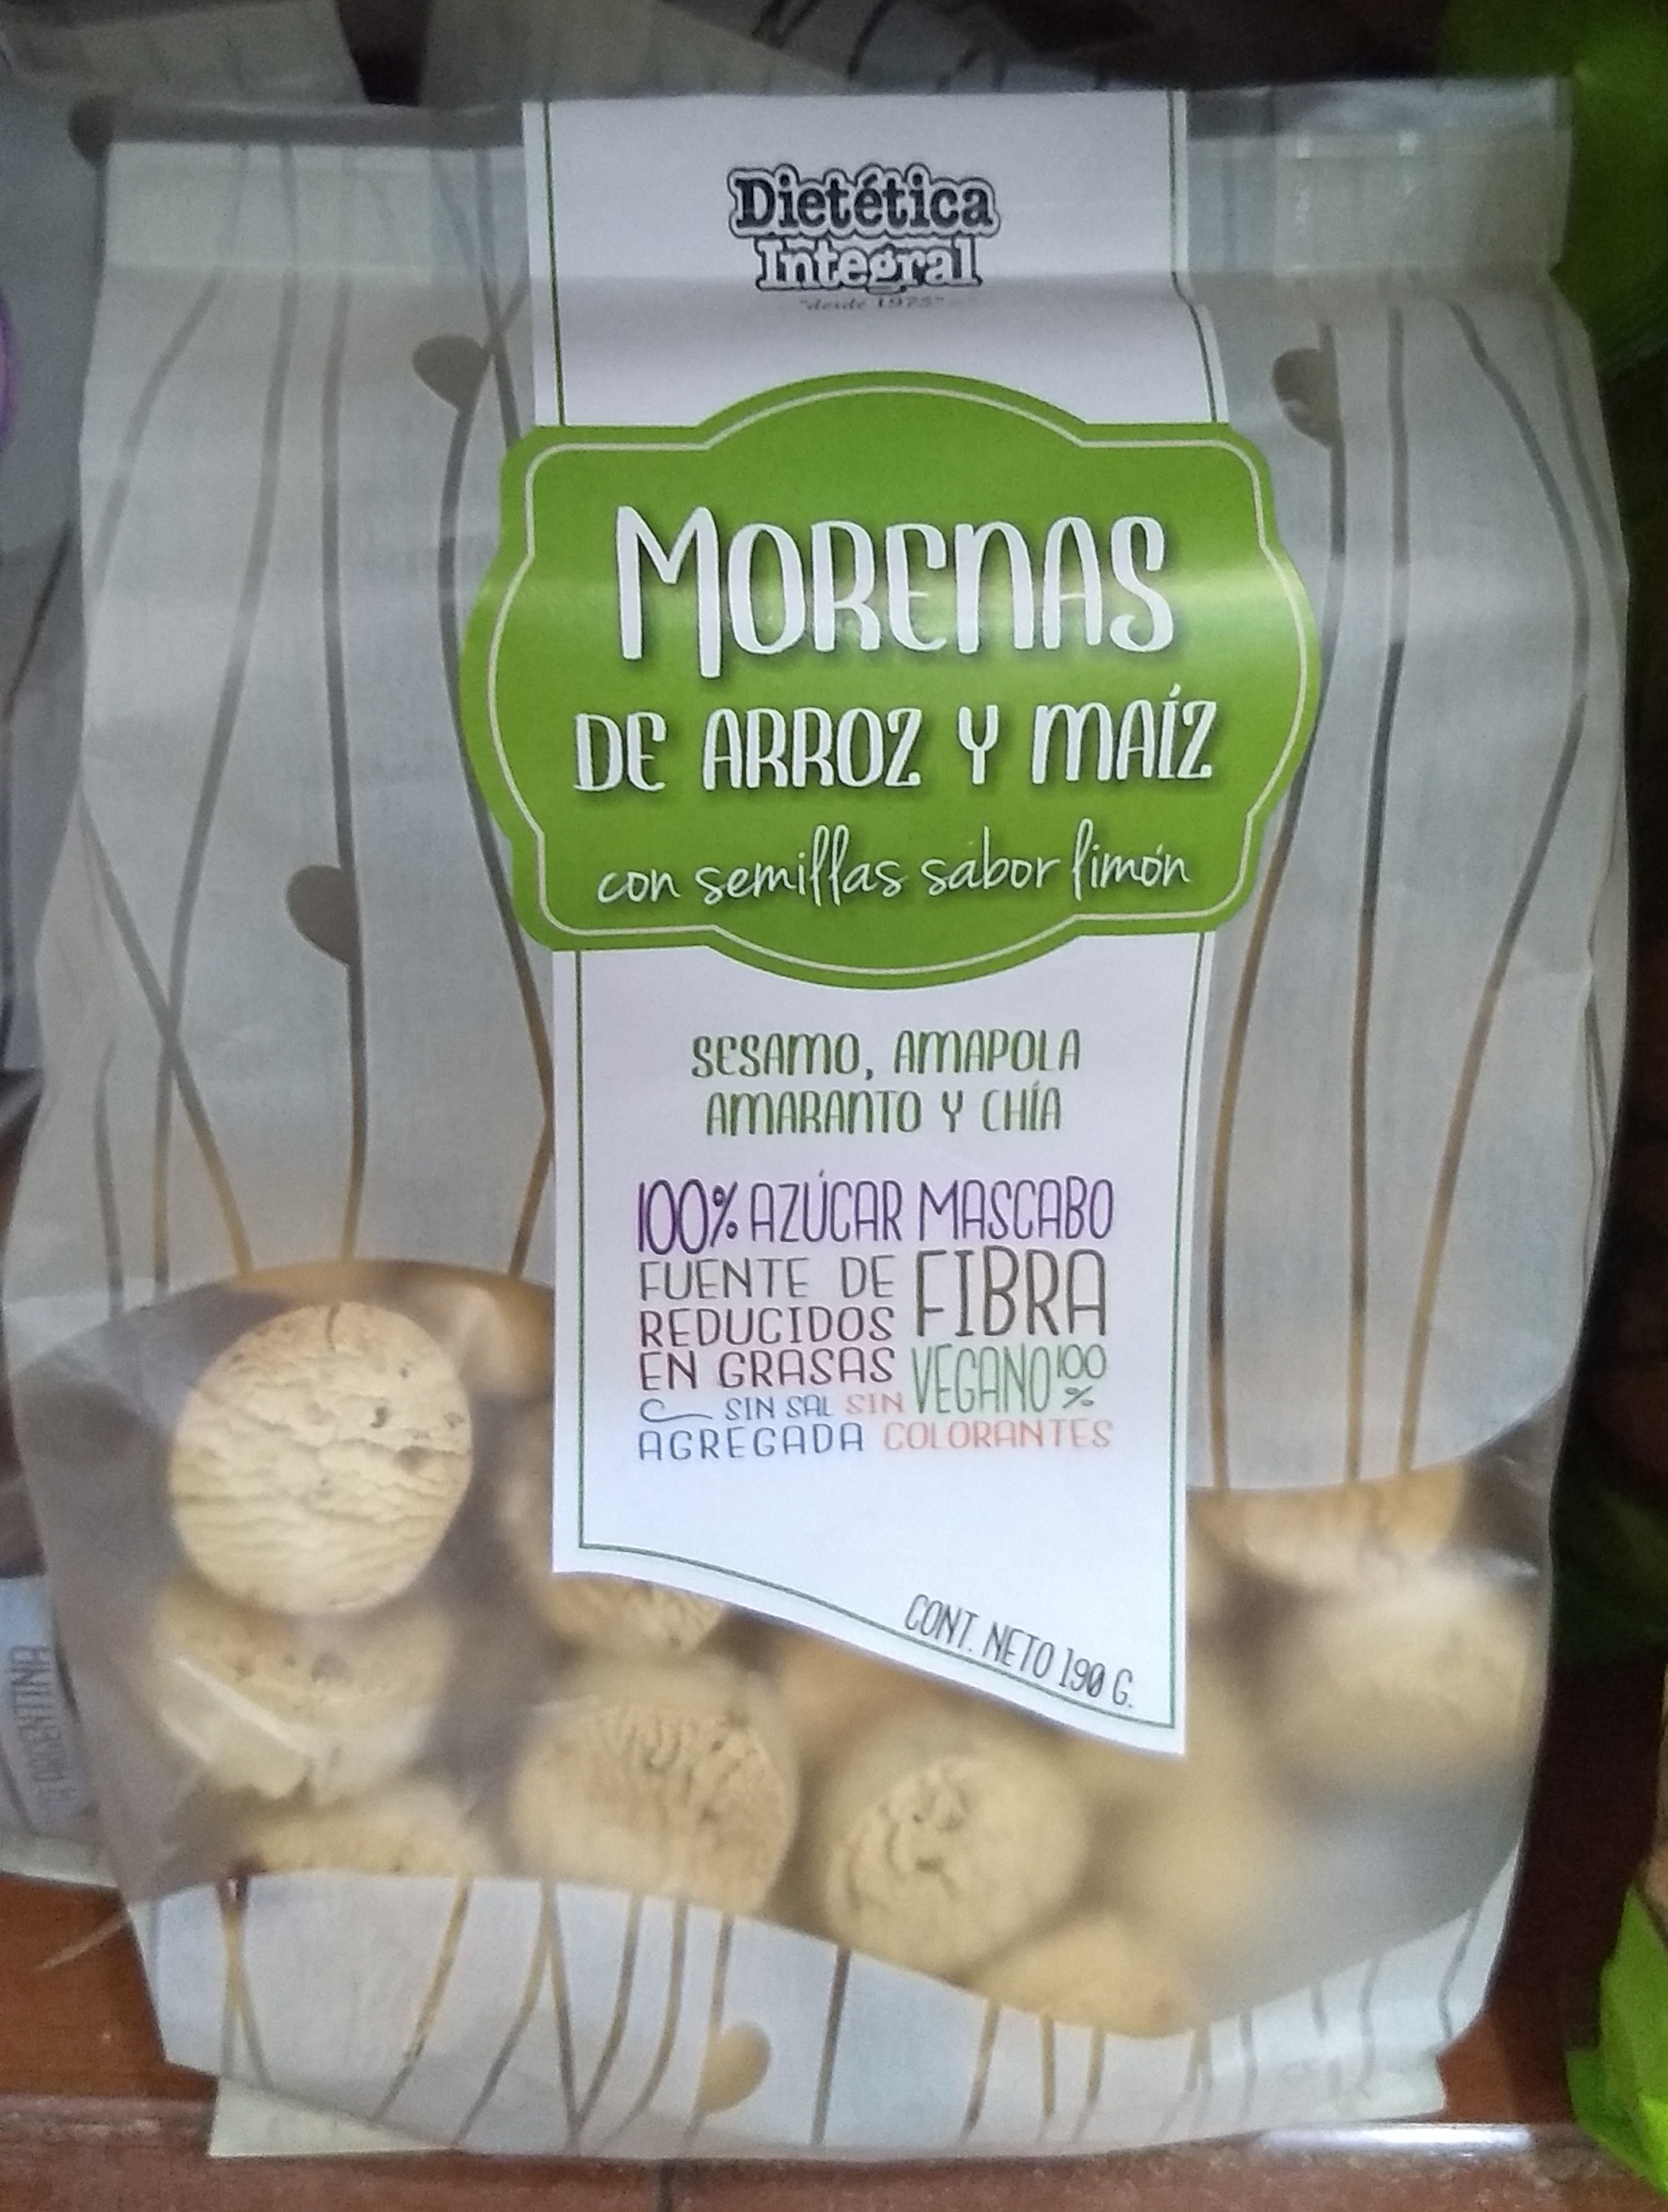 Dietética
Integral
"desde 1975"
MORENAS
DE ARROZ Y MAÍZ
con semillas sabor limón
SESAMO, AMAPOLA
AMARANTO Y CHÍA
100% AZÚCAR MASCABO
FUENTE DE FIBRA
REDUCIDOS
EN GRASAS
VEGANO 100%
SIN SAL
AGREGADA
SIN
COLORANTES
CONT. NETO 190 G.